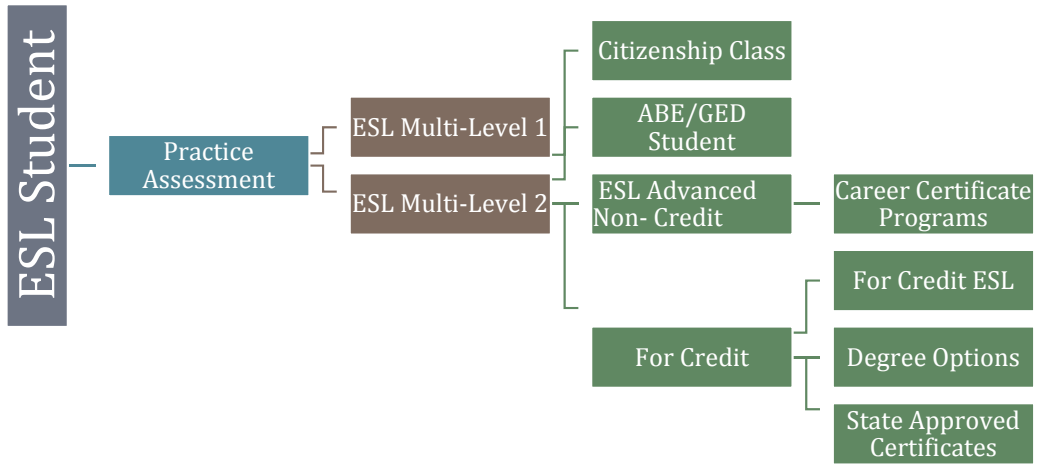 ESL Student
Practice
Assessment
ESL Multi-Level 1
ESL Multi-Level 2
Citizenship Class
ABE/GED
Student
ESL Advanced
Non- Credit
Career Certificate
Programs
For Credit
For Credit ESL
Degree Options
State Approved
Certificates